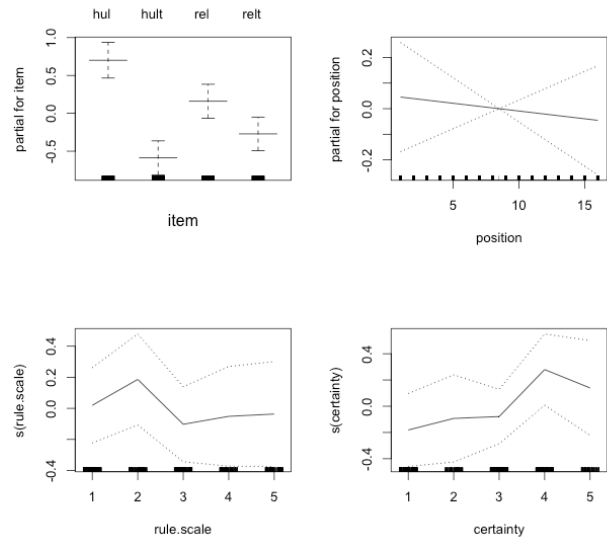 hul hult rel relt
partial for item
1.0
0.5
0.0
-0.5
item
partial for position
0.2
0.0
-0.2
5 10 15
position
s(rule.scale)
0.4
0.2
0.0
-0.4
1 2 3 4 5
rule.scale
s(certainty)
0.4
0.0
-0.4
1 2 3 4 5
certainty